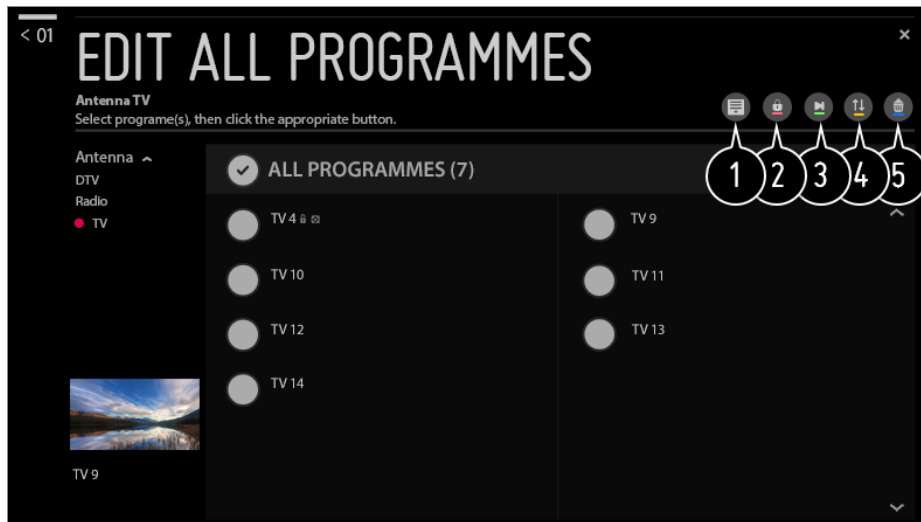 < 01
EDIT ALL PROGRAMMES
Antenna TV
Select programe(s), then click the appropriate button.
1 2 3 4 5
Antenna
DTV
Radio
TV
ALL PROGRAMMES (7)
TV 4
TV 9
TV 10
TV 11
TV 12
TV 13
TV 14
TV 9